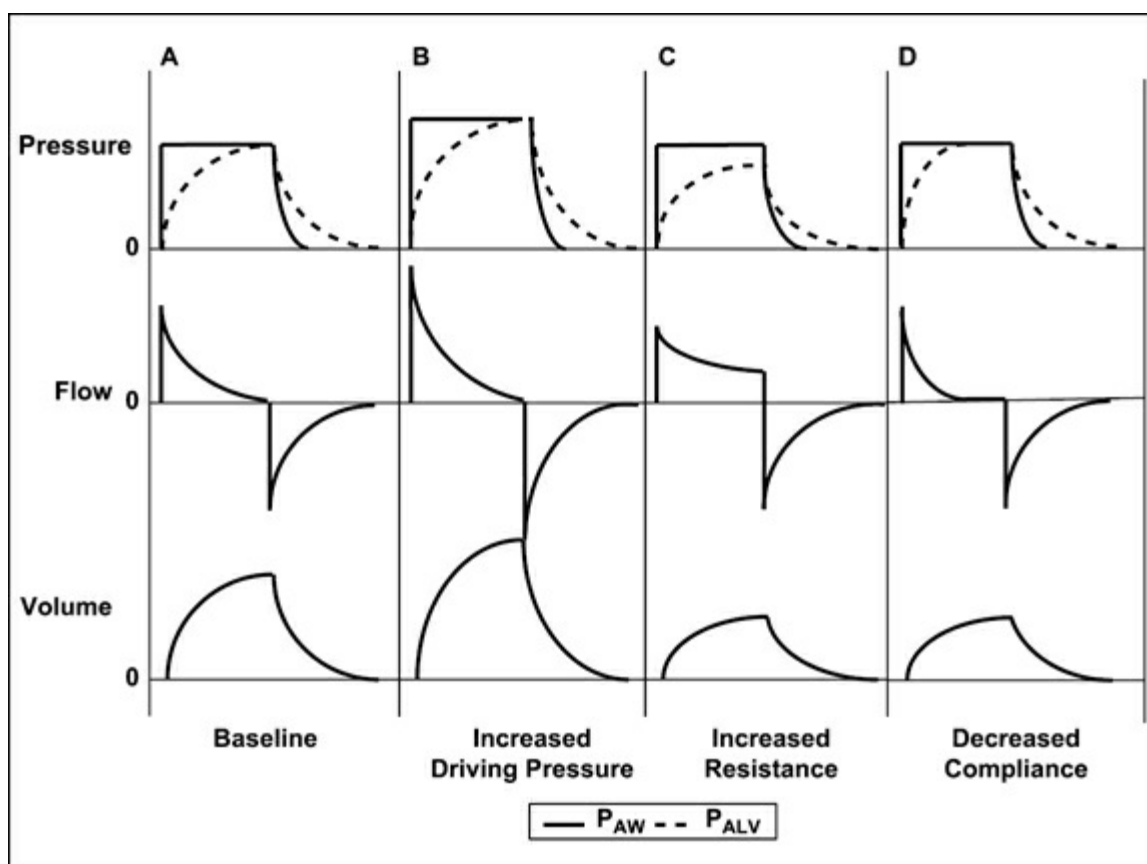 A B C D
Pressure
0
Flow 0
Volume
0
Baseline Increased Driving Pressure Increased Resistance Decreased Compliance
P_AW P_ALV